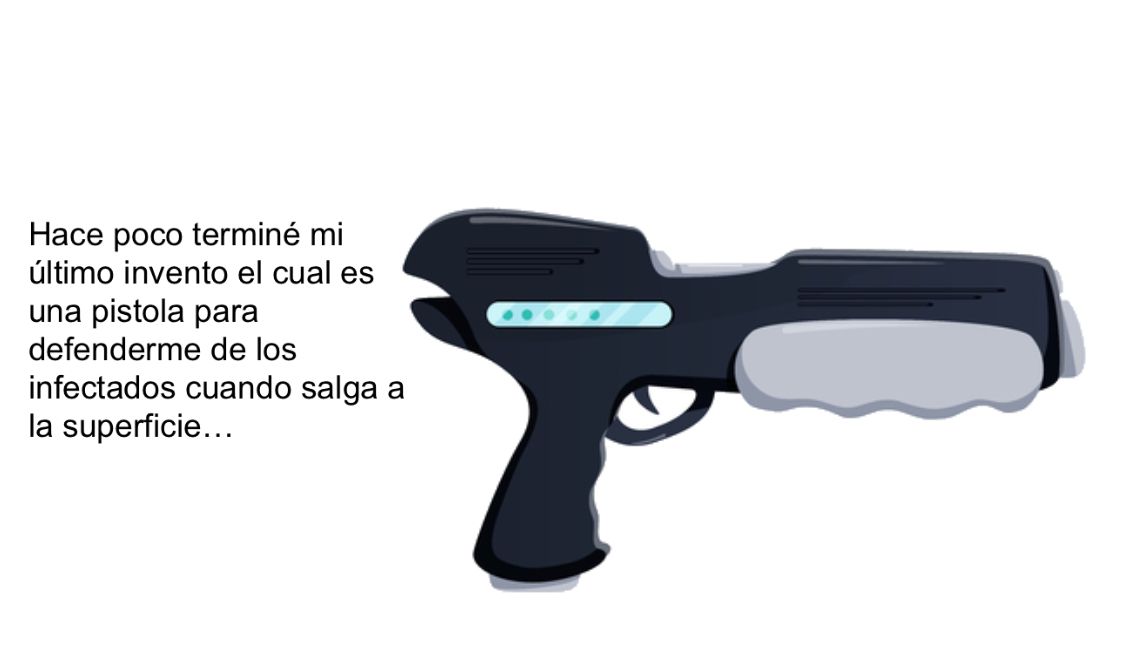 Hace poco terminé mi
último invento el cual es
una pistola para
defenderme de los
infectados cuando salga a
la superficie…